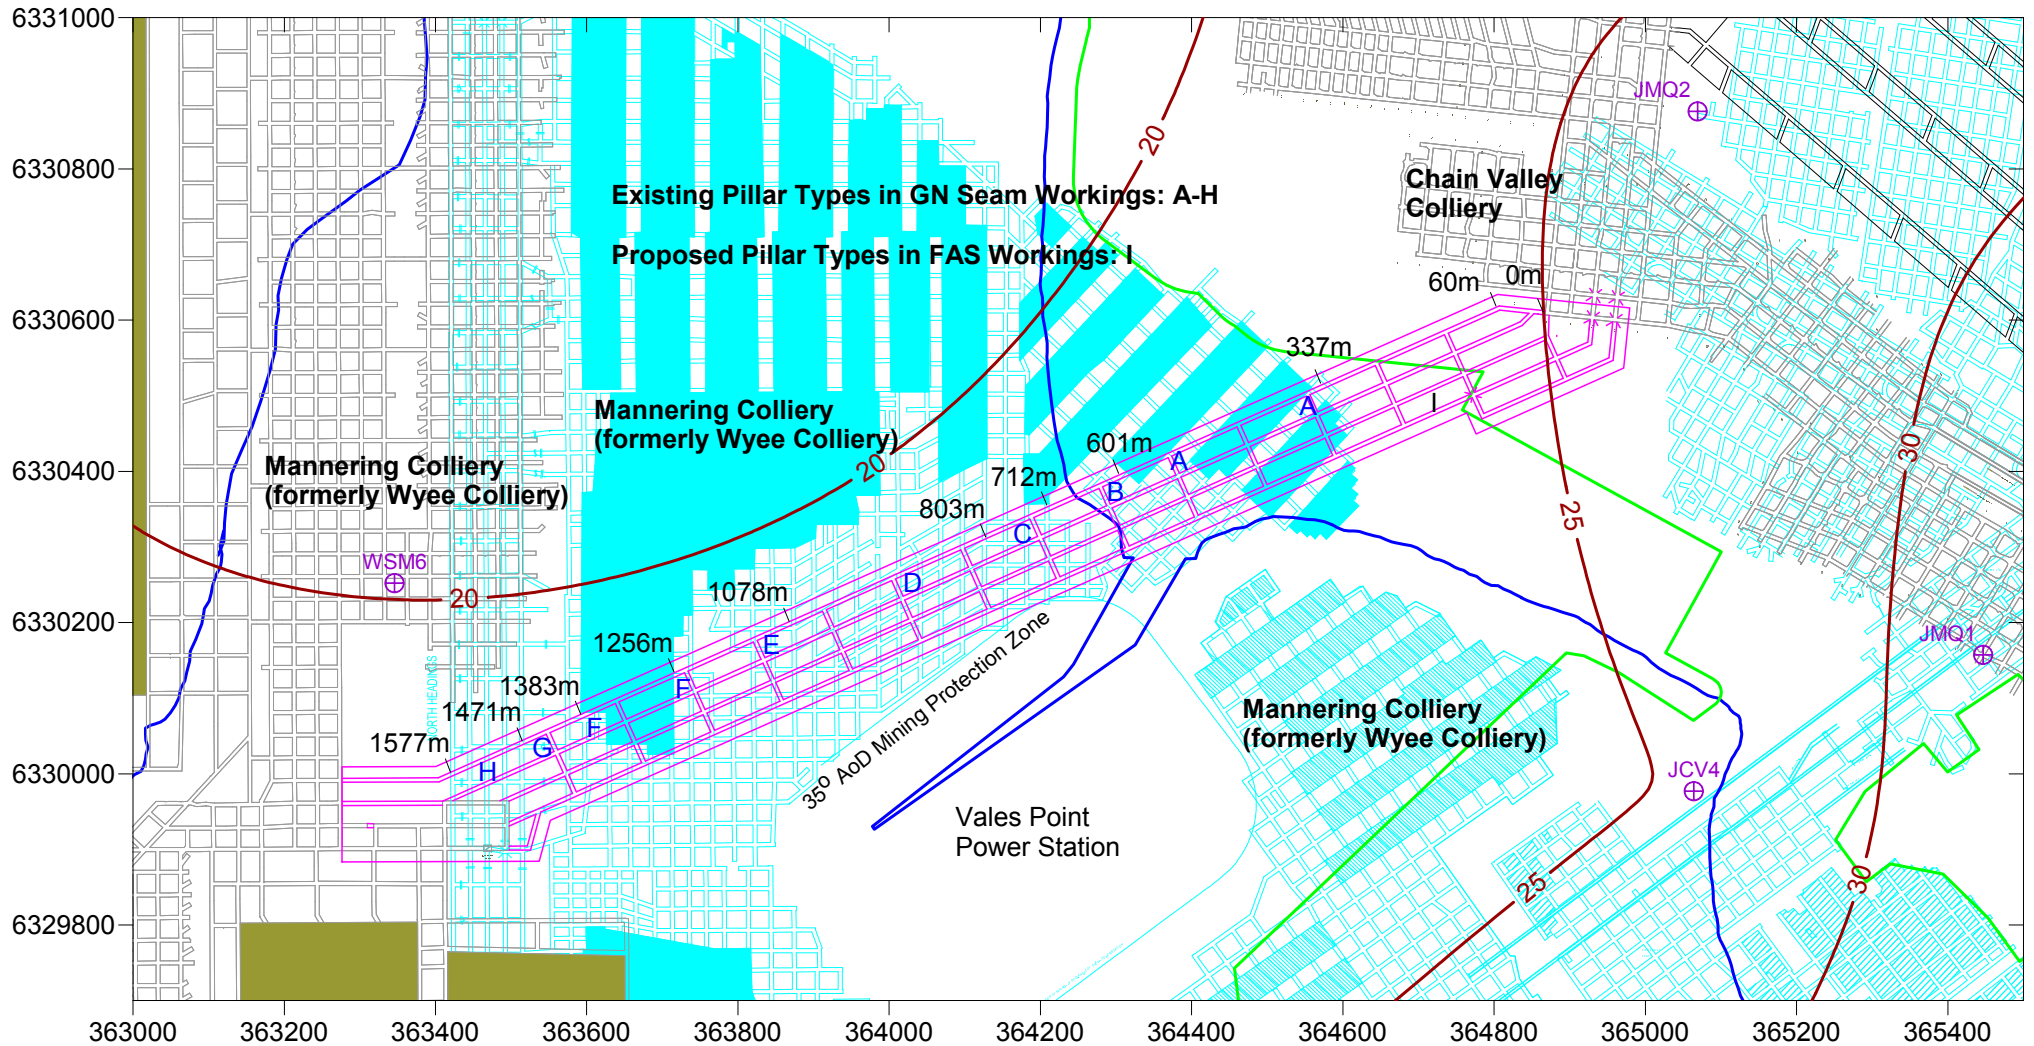 6331000
6330800
6330600
6330400
6330200
6330000
6329800
363000
363200
363400
363600
363800
364000
364200
364400
364600
364800
365000
365200
365400
Existing Pillar Types in GN Seam Workings: A-H
Proposed Pillar Types in FAS Workings: I
Chain Valley
Colliery
JMQ2
20
60m
0m
337m
Mannering Colliery
(formerly Wyee Colliery)
20
Mannering Colliery
(formerly Wyee Colliery)
WSM6
20
A
I
A
601m
B
712m
C
803m
D
1078m
E
1256m
F
1383m
F
1471m
G
1577m
H
NORTH HEADINGS
25
30
JMQ1
35o AoD Mining Protection Zone
Mannering Colliery
(formerly Wyee Colliery)
JCV4
Vales Point
Power Station
25
30